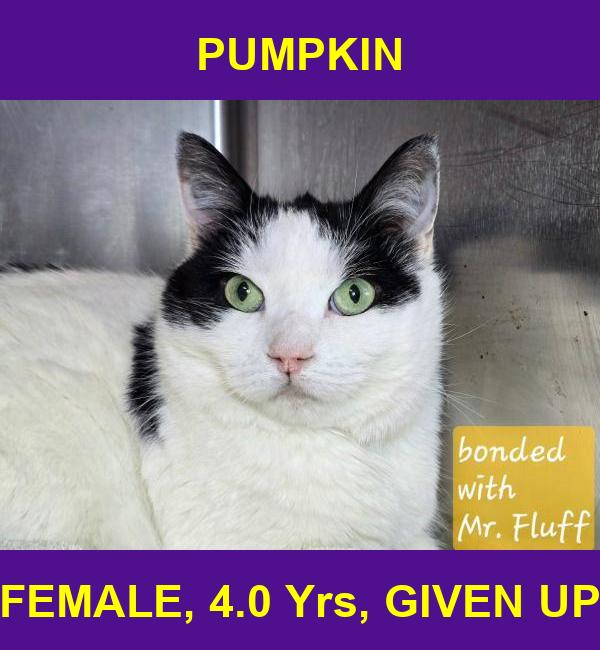 PUMPKIN
bonded
with
Mr. Fluff
FEMALE, 4.0 Yrs, GIVEN UP